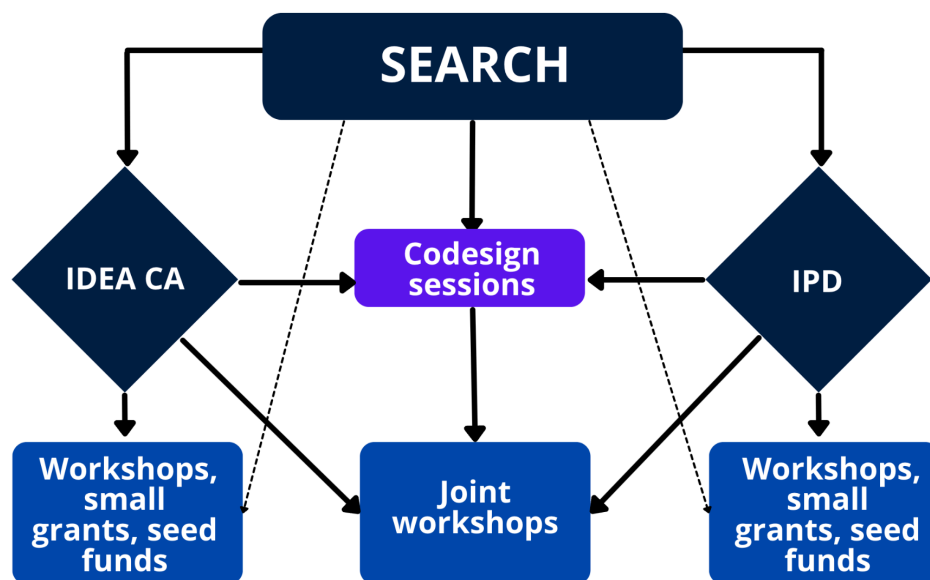 SEARCH
IDEA CA
Codesign
sessions
IPD
Workshops,
small
grants, seed
funds
Joint
workshops
Workshops,
small
grants, seed
funds